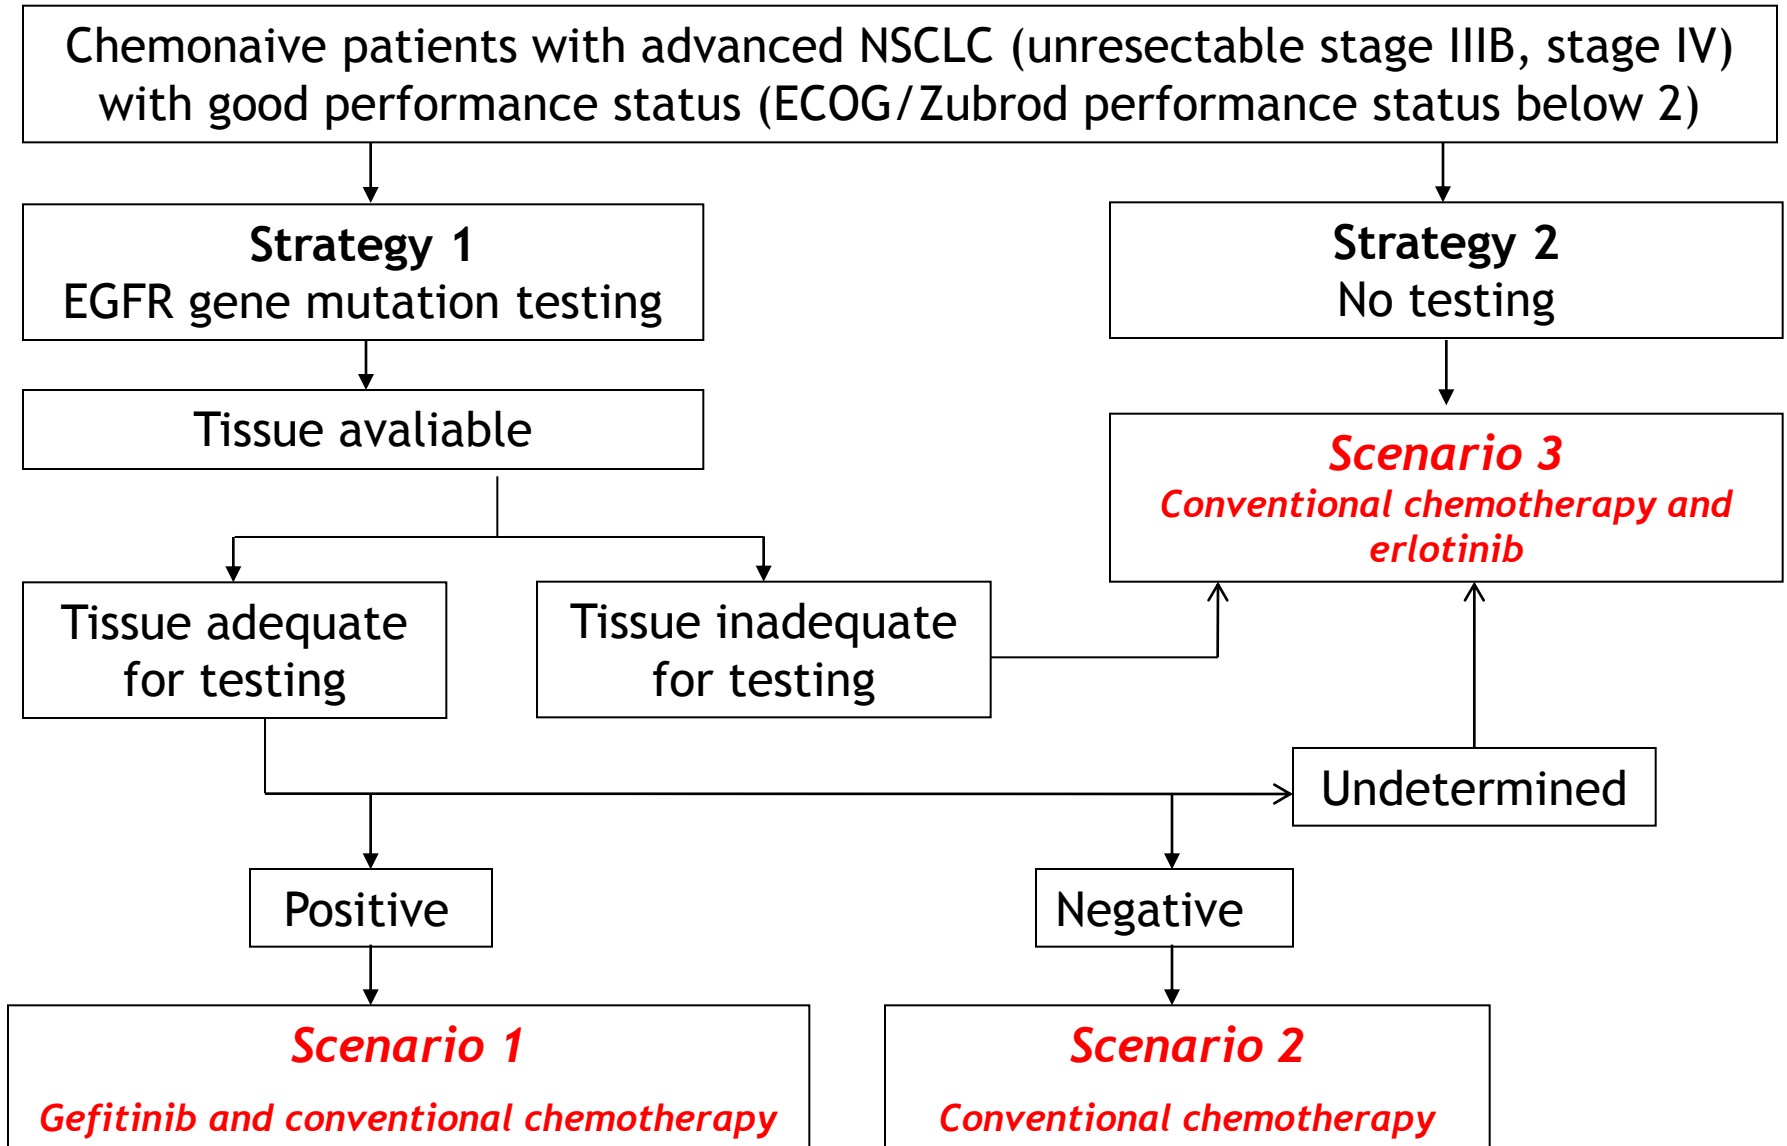 Chemonaive patients with advanced NSCLC (unresectable stage IIIB, stage IV)
with good performance status (ECOG/Zubrod performance status below 2)
Strategy 1
EGFR gene mutation testing
Strategy 2
No testing
Tissue avaliable
Scenario 3
Conventional chemotherapy and
erlotinib
Tissue adequate
for testing
Tissue inadequate
for testing
Undetermined
Positive
Negative
Scenario 1
Gefitinib and conventional chemotherapy
Scenario 2
Conventional chemotherapy